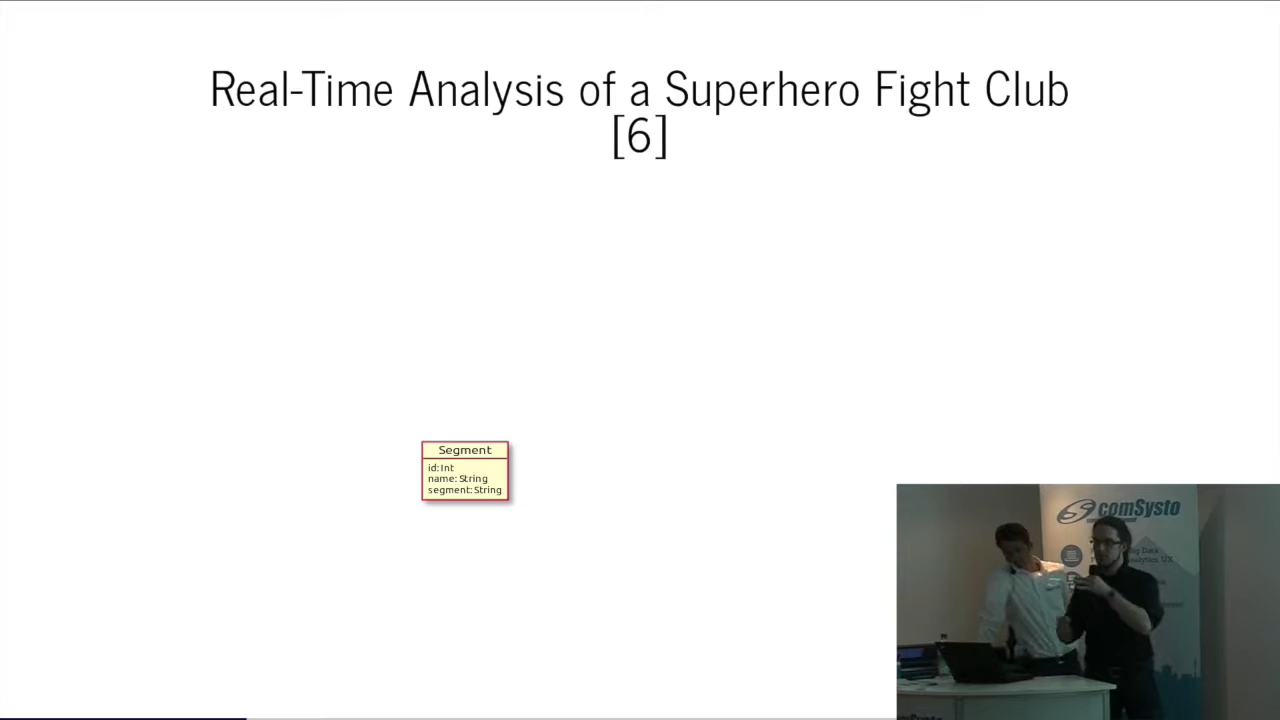 Real-Time Analysis of a Superhero Fight Club
[6]
Segment
id: Int
name: String
segment: String
comSysto